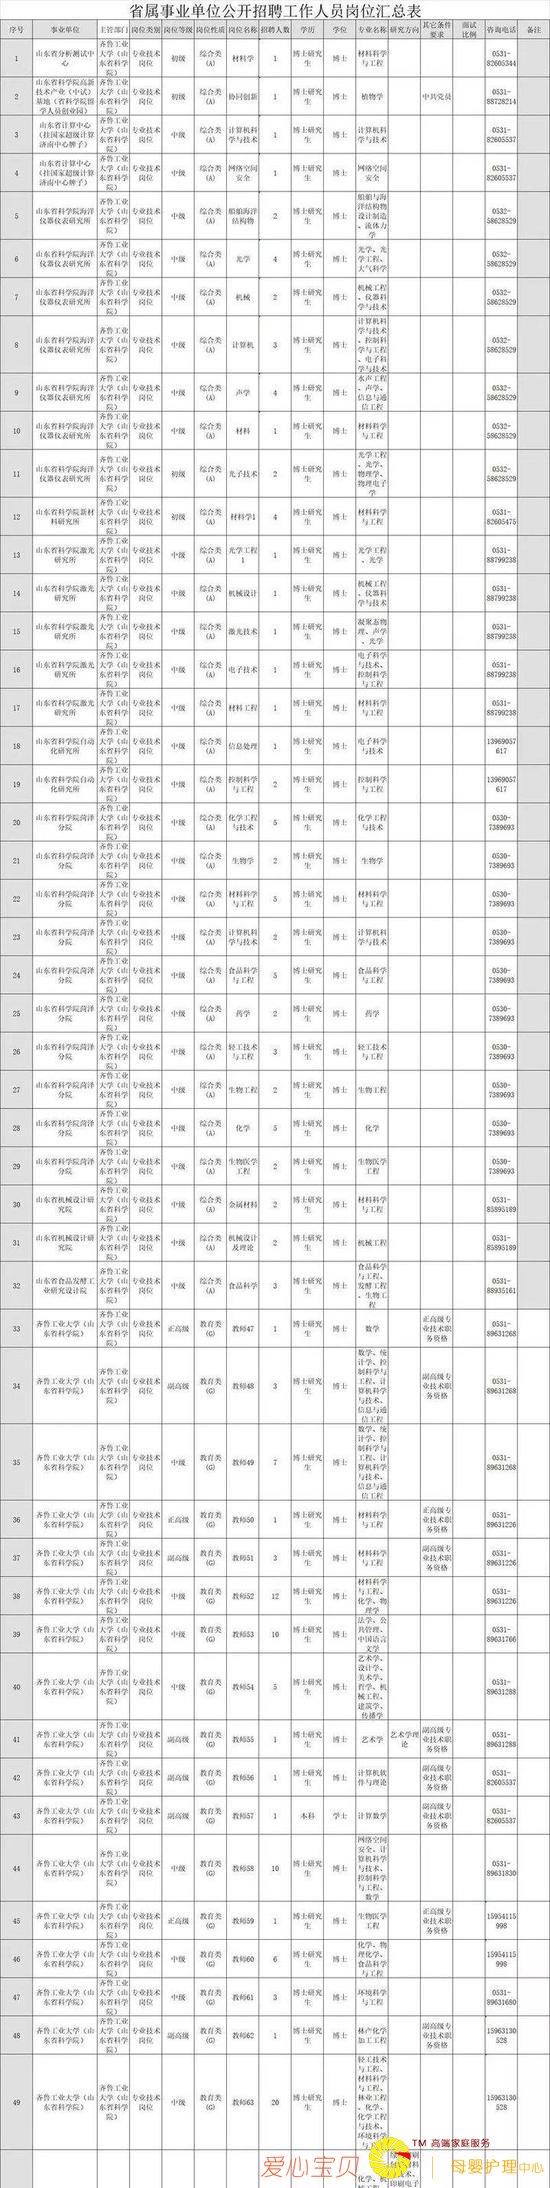 省属事业单位公开招聘工作人员岗位汇总表
序号 事业单位 主管部门 岗位类别 岗位等级 岗位性质 岗位名称 招聘人数 学历 学位 专业名称 研究方向 其它条件要求 面试比例 咨询电话 备注
1 山东省分析测试中心 齐鲁工业大学（山东省科学院） 专业技术岗位 初级 综合类(A) 材料学 1 博士研究生 博士 材料科学与工程 0531-82605344
2 山东省科学院高新技术产业（中试）基地（省科学院留学人员创业园） 齐鲁工业大学（山东省科学院） 专业技术岗位 初级 综合类(A) 协同创新 1 博士研究生 博士 植物学 中共党员 0531-88728214
3 山东省计算中心（挂国家超级计算济南中心牌子） 齐鲁工业大学（山东省科学院） 专业技术岗位 中级 综合类(A) 计算机科学与技术 1 博士研究生 博士 计算机科学与技术 0531-82605537
4 山东省计算中心（挂国家超级计算济南中心牌子） 齐鲁工业大学（山东省科学院） 专业技术岗位 中级 综合类(A) 网络空间安全 1 博士研究生 博士 网络空间安全 0531-82605537
5 山东省科学院海洋仪器仪表研究所 齐鲁工业大学（山东省科学院） 专业技术岗位 中级 综合类(A) 船舶海洋结构物 2 博士研究生 博士 船舶与海洋结构物设计制造、流体力学 0532-58628529
6 山东省科学院海洋仪器仪表研究所 齐鲁工业大学（山东省科学院） 专业技术岗位 中级 综合类(A) 光学 4 博士研究生 博士 光学、光学工程、大气科学 0532-58628529
7 山东省科学院海洋仪器仪表研究所 齐鲁工业大学（山东省科学院） 专业技术岗位 中级 综合类(A) 机械 2 博士研究生 博士 机械工程、仪器科学与技术 0532-58628529
8 山东省科学院海洋仪器仪表研究所 齐鲁工业大学（山东省科学院） 专业技术岗位 中级 综合类(A) 计算机 3 博士研究生 博士 计算机科学与技术、控制科学与工程、电子科学与技术 0532-58628529
9 山东省科学院海洋仪器仪表研究所 齐鲁工业大学（山东省科学院） 专业技术岗位 中级 综合类(A) 声学 4 博士研究生 博士 水声工程、声学、信息与通信工程 0532-58628529
10 山东省科学院海洋仪器仪表研究所 齐鲁工业大学（山东省科学院） 专业技术岗位 中级 综合类(A) 材料 1 博士研究生 博士 材料科学与工程 0532-58628529
11 山东省科学院海洋仪器仪表研究所 齐鲁工业大学（山东省科学院） 专业技术岗位 初级 综合类(A) 光子技术 2 博士研究生 博士 光学工程、光学、物理学、物理电子学 0532-58628529
12 山东省科学院新材料研究所 齐鲁工业大学（山东省科学院） 专业技术岗位 初级 综合类(A) 材料学1 4 博士研究生 博士 材料科学与工程 0531-82605475
13 山东省科学院激光研究所 齐鲁工业大学（山东省科学院） 专业技术岗位 中级 综合类(A) 光学工程1 1 博士研究生 博士 光学工程、光学 0531-88799238
14 山东省科学院激光研究所 齐鲁工业大学（山东省科学院） 专业技术岗位 中级 综合类(A) 机械设计 1 博士研究生 博士 机械工程、仪器科学与技术 0531-88799238
15 山东省科学院激光研究所 齐鲁工业大学（山东省科学院） 专业技术岗位 中级 综合类(A) 激光技术 1 博士研究生 博士 凝聚态物理、声学、光学 0531-88799238
16 山东省科学院激光研究所 齐鲁工业大学（山东省科学院） 专业技术岗位 中级 综合类(A) 电子技术 1 博士研究生 博士 电子科学与技术、控制科学与工程 0531-88799238
17 山东省科学院激光研究所 齐鲁工业大学（山东省科学院） 专业技术岗位 中级 综合类(A) 材料工程 1 博士研究生 博士 材料科学与工程 0531-88799238
18 山东省科学院自动化研究所 齐鲁工业大学（山东省科学院） 专业技术岗位 中级 综合类(A) 信息处理 1 博士研究生 博士 电子科学与技术 13969057617
19 山东省科学院自动化研究所 齐鲁工业大学（山东省科学院） 专业技术岗位 中级 综合类(A) 控制科学与工程 2 博士研究生 博士 控制科学与工程 13969057617
20 山东省科学院菏泽分院 齐鲁工业大学（山东省科学院） 专业技术岗位 中级 综合类(A) 化学工程与技术 5 博士研究生 博士 化学工程与技术 0530-7389693
21 山东省科学院菏泽分院 齐鲁工业大学（山东省科学院） 专业技术岗位 中级 综合类(A) 生物学 2 博士研究生 博士 生物学 0530-7389693
22 山东省科学院菏泽分院 齐鲁工业大学（山东省科学院） 专业技术岗位 中级 综合类(A) 材料科学与工程 5 博士研究生 博士 材料科学与工程 0530-7389693
23 山东省科学院菏泽分院 齐鲁工业大学（山东省科学院） 专业技术岗位 中级 综合类(A) 计算机科学与技术 2 博士研究生 博士 计算机科学与技术 0530-7389693
24 山东省科学院菏泽分院 齐鲁工业大学（山东省科学院） 专业技术岗位 中级 综合类(A) 食品科学与工程 5 博士研究生 博士 食品科学与工程 0530-7389693
25 山东省科学院菏泽分院 齐鲁工业大学（山东省科学院） 专业技术岗位 中级 综合类(A) 药学 2 博士研究生 博士 药学 0530-7389693
26 山东省科学院菏泽分院 齐鲁工业大学（山东省科学院） 专业技术岗位 中级 综合类(A) 轻工技术与工程 3 博士研究生 博士 轻工技术与工程 0530-7389693
27 山东省科学院菏泽分院 齐鲁工业大学（山东省科学院） 专业技术岗位 中级 综合类(A) 生物工程 2 博士研究生 博士 生物工程 0530-7389693
28 山东省科学院菏泽分院 齐鲁工业大学（山东省科学院） 专业技术岗位 中级 综合类(A) 化学 5 博士研究生 博士 化学 0530-7389693
29 山东省科学院菏泽分院 齐鲁工业大学（山东省科学院） 专业技术岗位 中级 综合类(A) 生物医学工程 2 博士研究生 博士 生物医学工程 0530-7389693
30 山东省机械设计研究院 齐鲁工业大学（山东省科学院） 专业技术岗位 中级 综合类(A) 金属材料 2 博士研究生 博士 材料科学与工程 0531-85895189
31 山东省机械设计研究院 齐鲁工业大学（山东省科学院） 专业技术岗位 中级 综合类(A) 机械设计及理论 2 博士研究生 博士 机械工程 0531-85895189
32 山东省食品发酵工业研究设计院 齐鲁工业大学（山东省科学院） 专业技术岗位 中级 综合类(A) 食品科学 3 博士研究生 博士 食品科学与工程、发酵工程、生物工程 0531-88935161
33 齐鲁工业大学（山东省科学院） 齐鲁工业大学（山东省科学院） 专业技术岗位 正高级 教育类(G) 教师47 1 博士研究生 博士 数学 正高级专业技术职务资格 0531-89631268
34 齐鲁工业大学（山东省科学院） 齐鲁工业大学（山东省科学院） 专业技术岗位 副高级 教育类(G) 教师48 3 博士研究生 博士 数学、统计学、控制科学与工程、计算机科学与技术、信息与通信工程 副高级专业技术职务资格 0531-89631268
35 齐鲁工业大学（山东省科学院） 齐鲁工业大学（山东省科学院） 专业技术岗位 中级 教育类(G) 教师49 7 博士研究生 博士 数学、统计学、控制科学与工程、计算机科学与技术、信息与通信工程 0531-89631268
36 齐鲁工业大学（山东省科学院） 齐鲁工业大学（山东省科学院） 专业技术岗位 正高级 教育类(G) 教师50 1 博士研究生 博士 材料科学与工程 正高级专业技术职务资格 0531-89631226
37 齐鲁工业大学（山东省科学院） 齐鲁工业大学（山东省科学院） 专业技术岗位 副高级 教育类(G) 教师51 3 博士研究生 博士 材料科学与工程 副高级专业技术职务资格 0531-89631226
38 齐鲁工业大学（山东省科学院） 齐鲁工业大学（山东省科学院） 专业技术岗位 中级 教育类(G) 教师52 12 博士研究生 博士 材料科学与工程、化学、物理学 0531-89631226
39 齐鲁工业大学（山东省科学院） 齐鲁工业大学（山东省科学院） 专业技术岗位 中级 教育类(G) 教师53 10 博士研究生 博士 法学、公共管理、中国语言文学 0531-89631766
40 齐鲁工业大学（山东省科学院） 齐鲁工业大学（山东省科学院） 专业技术岗位 中级 教育类(G) 教师54 5 博士研究生 博士 艺术学、设计学、美术学、哲学、机械工程、建筑学、传播学 0531-89631288
41 齐鲁工业大学（山东省科学院） 齐鲁工业大学（山东省科学院） 专业技术岗位 副高级 教育类(G) 教师55 1 博士研究生 博士 艺术学 艺术学理论 副高级专业技术职务资格 0531-89631288
42 齐鲁工业大学（山东省科学院） 齐鲁工业大学（山东省科学院） 专业技术岗位 副高级 教育类(G) 教师56 1 博士研究生 博士 计算机软件与理论 副高级专业技术职务资格 0531-82605537
43 齐鲁工业大学（山东省科学院） 齐鲁工业大学（山东省科学院） 专业技术岗位 副高级 教育类(G) 教师57 1 本科 学士 计算数学 副高级专业技术职务资格 0531-82605537
44 齐鲁工业大学（山东省科学院） 齐鲁工业大学（山东省科学院） 专业技术岗位 中级 教育类(G) 教师58 10 博士研究生 博士 网络空间安全、计算机科学与技术、控制科学与工程、数学 0531-89631830
45 齐鲁工业大学（山东省科学院） 齐鲁工业大学（山东省科学院） 专业技术岗位 正高级 教育类(G) 教师59 1 博士研究生 博士 生物医学工程 正高级专业技术职务资格 15954115998
46 齐鲁工业大学（山东省科学院） 齐鲁工业大学（山东省科学院） 专业技术岗位 中级 教育类(G) 教师60 6 博士研究生 博士 化学、物理化学、食品科学与工程 15954115998
47 齐鲁工业大学（山东省科学院） 齐鲁工业大学（山东省科学院） 专业技术岗位 中级 教育类(G) 教师61 3 博士研究生 博士 环境科学与工程 0531-89631680
48 齐鲁工业大学（山东省科学院） 齐鲁工业大学（山东省科学院） 专业技术岗位 副高级 教育类(G) 教师62 1 博士研究生 博士 林产化学加工工程 副高级专业技术职务资格 15963130528
49 齐鲁工业大学（山东省科学院） 齐鲁工业大学（山东省科学院） 专业技术岗位 中级 教育类(G) 教师63 20 博士研究生 博士 轻工技术与工程、材料科学与工程、林业工程、化学、化学工程与技术、环境科学与工 15963130528
TM 高端家庭服务
爱心宝贝 母婴护理中心
化学、机
印刷电子